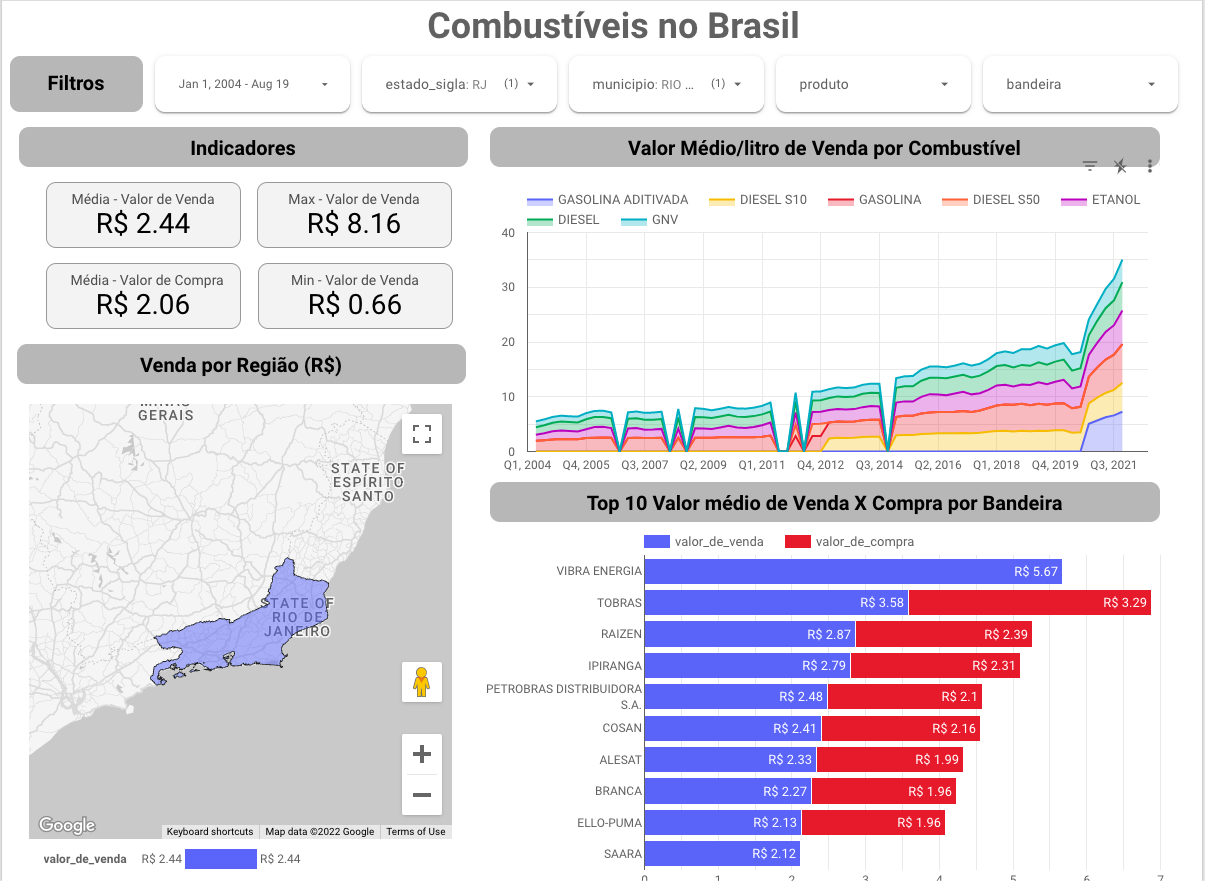 Combustíveis no Brasil
Filtros
Jan 1, 2004 - Aug 19
estado_sigla: RJ (1)
municipio: RIO ... (1)
produto
bandeira
Indicadores
Média - Valor de Venda
R$ 2.44
Max - Valor de Venda
R$ 8.16
Média - Valor de Compra
R$ 2.06
Min - Valor de Venda
R$ 0.66
Venda por Região (R$)
MINAS
GERAIS
STATE OF
ESPÍRITO
SANTO
STATE OF
RIO DE
JANEIRO
Google
Keyboard shortcuts
Map data ©2022 Google
Terms of Use
valor_de_venda R$ 2.44 R$ 2.44
Valor Médio/litro de Venda por Combustível
GASOLINA ADITIVADA DIESEL S10 GASOLINA DIESEL S50 ETANOL
DIESEL GNV
40
30
20
10
0
Q1, 2004 Q4, 2005 Q3, 2007 Q2, 2009 Q1, 2011 Q4, 2012 Q3, 2014 Q2, 2016 Q1, 2018 Q4, 2019 Q3, 2021
Top 10 Valor médio de Venda X Compra por Bandeira
valor_de_venda valor_de_compra
VIBRA ENERGIA R$ 5.67
TOBRAS R$ 3.58 R$ 3.29
RAIZEN R$ 2.87 R$ 2.39
IPIRANGA R$ 2.79 R$ 2.31
PETROBRAS DISTRIBUIDORA
S.A. R$ 2.48 R$ 2.1
COSAN R$ 2.41 R$ 2.16
ALESAT R$ 2.33 R$ 1.99
BRANCA R$ 2.27 R$ 1.96
ELLO-PUMA R$ 2.13 R$ 1.96
SAARA R$ 2.12
0 1 2 3 4 5 6 7